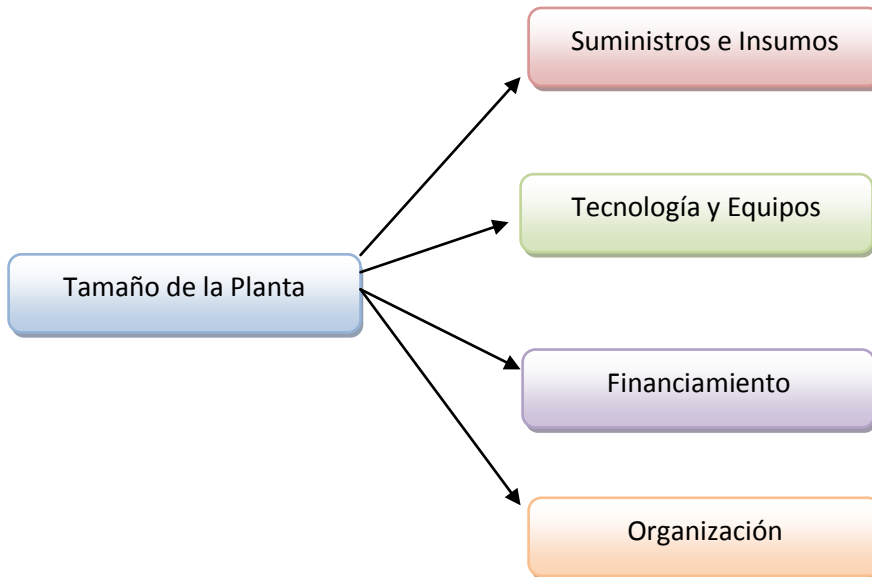 Suministros e Insumos
Tecnología y Equipos
Tamaño de la Planta
Financiamiento
Organización